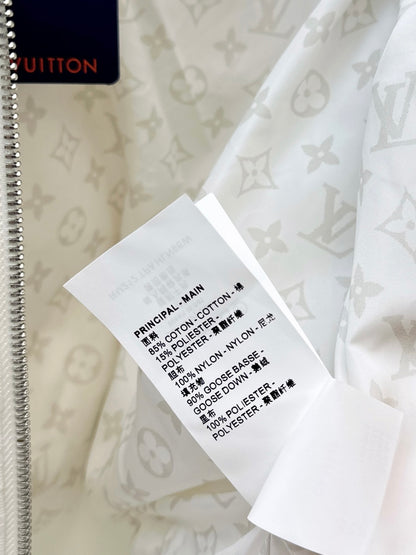 VUITTON
PRINCIPAL - MAIN
面料
85% COTON - COTTON - 棉
15% POLIESTER -
POLYESTER - 聚酯纤维
胆布
100% NYLON - NYLON - 尼龙
填充物
90% GOOSE BASSE -
GOOSE DOWN - 鹅绒
里布
100% POLIESTER -
POLYESTER - 聚酯纤维